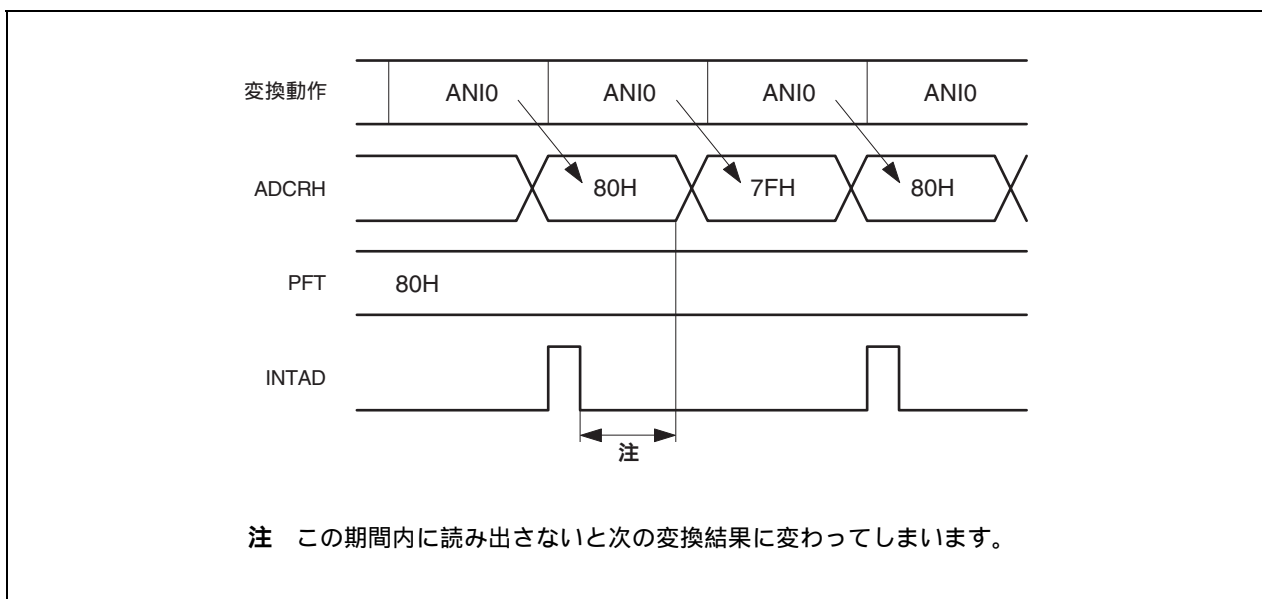 変換動作 ANI0 ANI0 ANI0 ANI0
ADCRH 80H 7FH 80H
PFT 80H
INTAD
注
注 この期間内に読み出さないと次の変換結果に変わってしまいます。